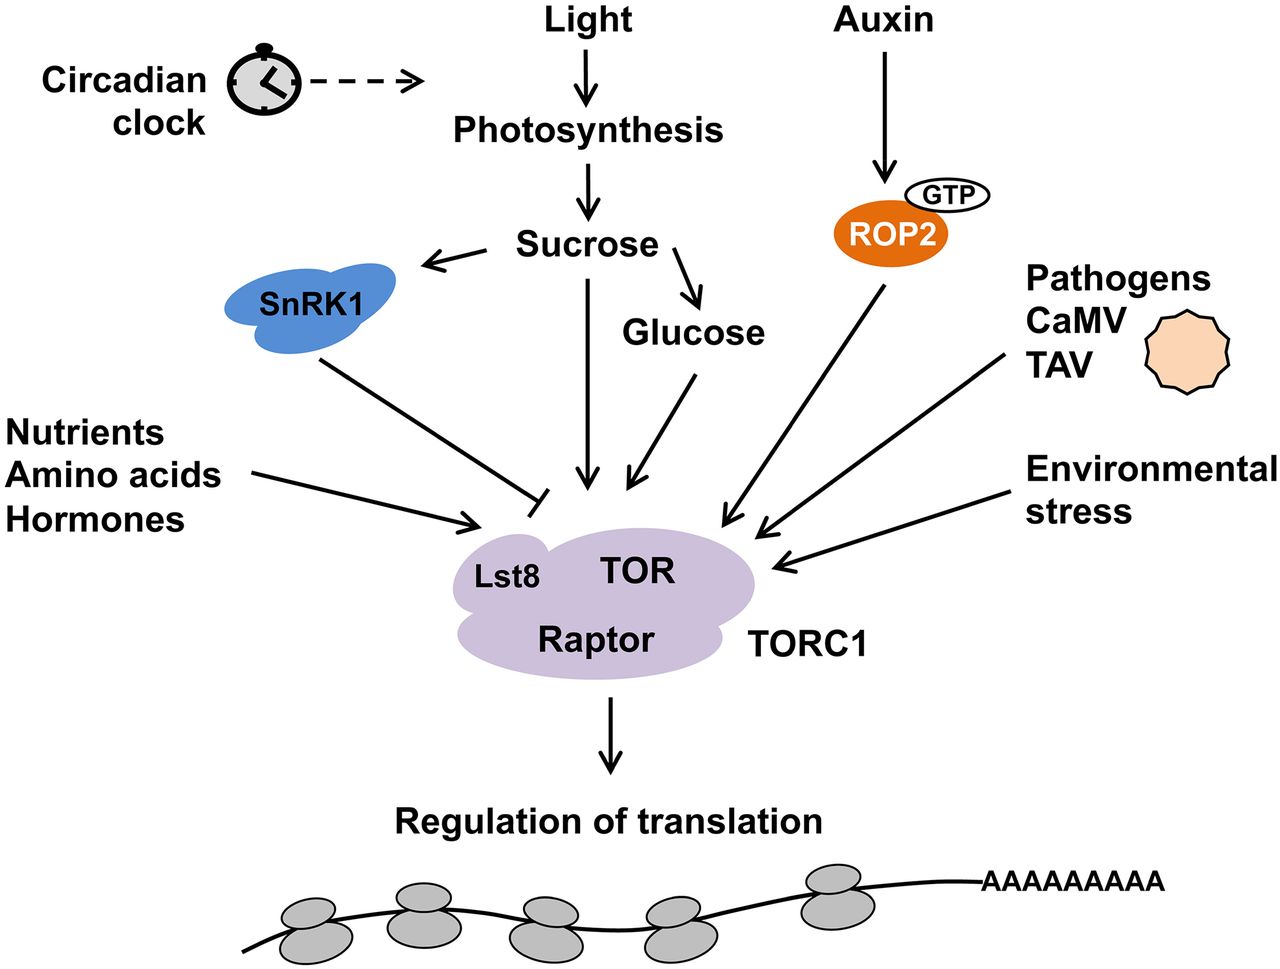 Light
Auxin
Circadian
clock
Photosynthesis
GTP
ROP2
Sucrose
SnRK1
Glucose
Pathogens
CaMV
TAV
Nutrients
Amino acids
Hormones
Environmental
stress
Lst8
TOR
Raptor
TORC1
Regulation of translation
AAAAAAAAA